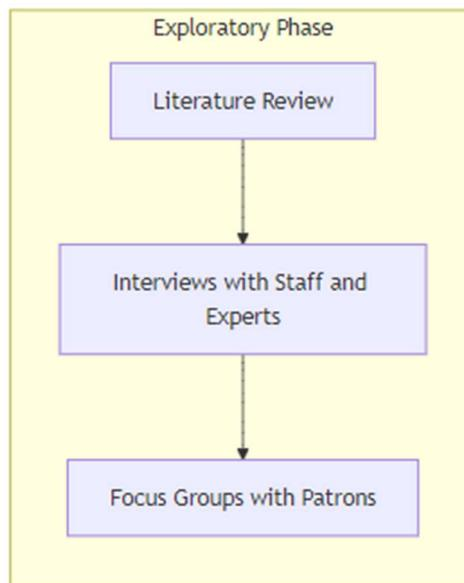 Exploratory Phase
Literature Review
Interviews with Staff and
Experts
Focus Groups with Patrons